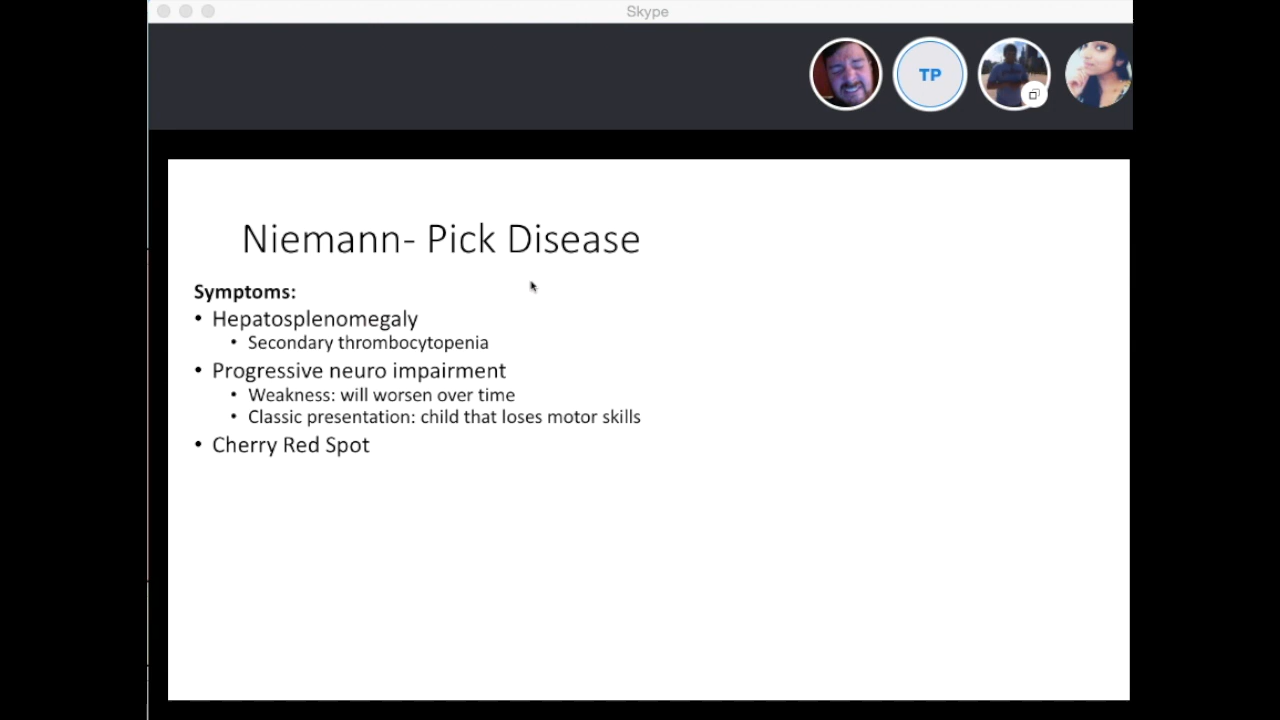 Skype
TP
Niemann- Pick Disease
Symptoms:
• Hepatosplenomegaly
• Secondary thrombocytopenia
• Progressive neuro impairment
• Weakness: will worsen over time
• Classic presentation: child that loses motor skills
• Cherry Red Spot